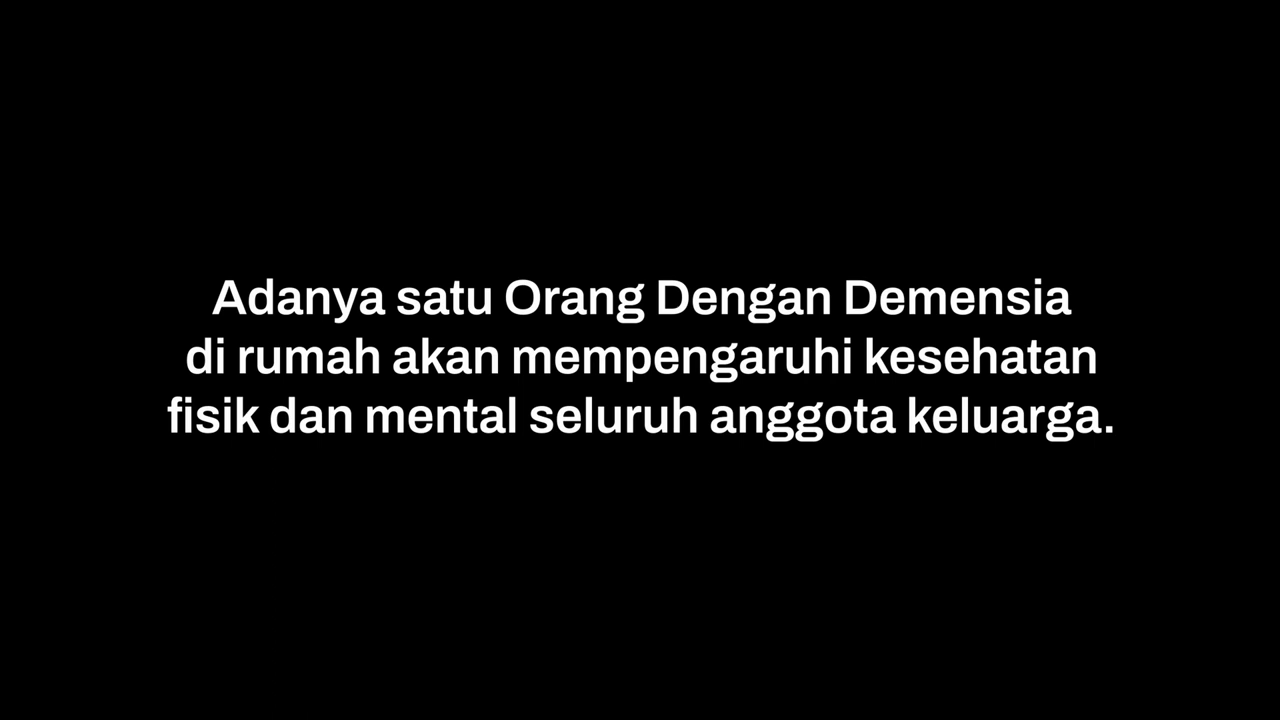 Adanya satu Orang Dengan Demensia
di rumah akan mempengaruhi kesehatan
fisik dan mental seluruh anggota keluarga.